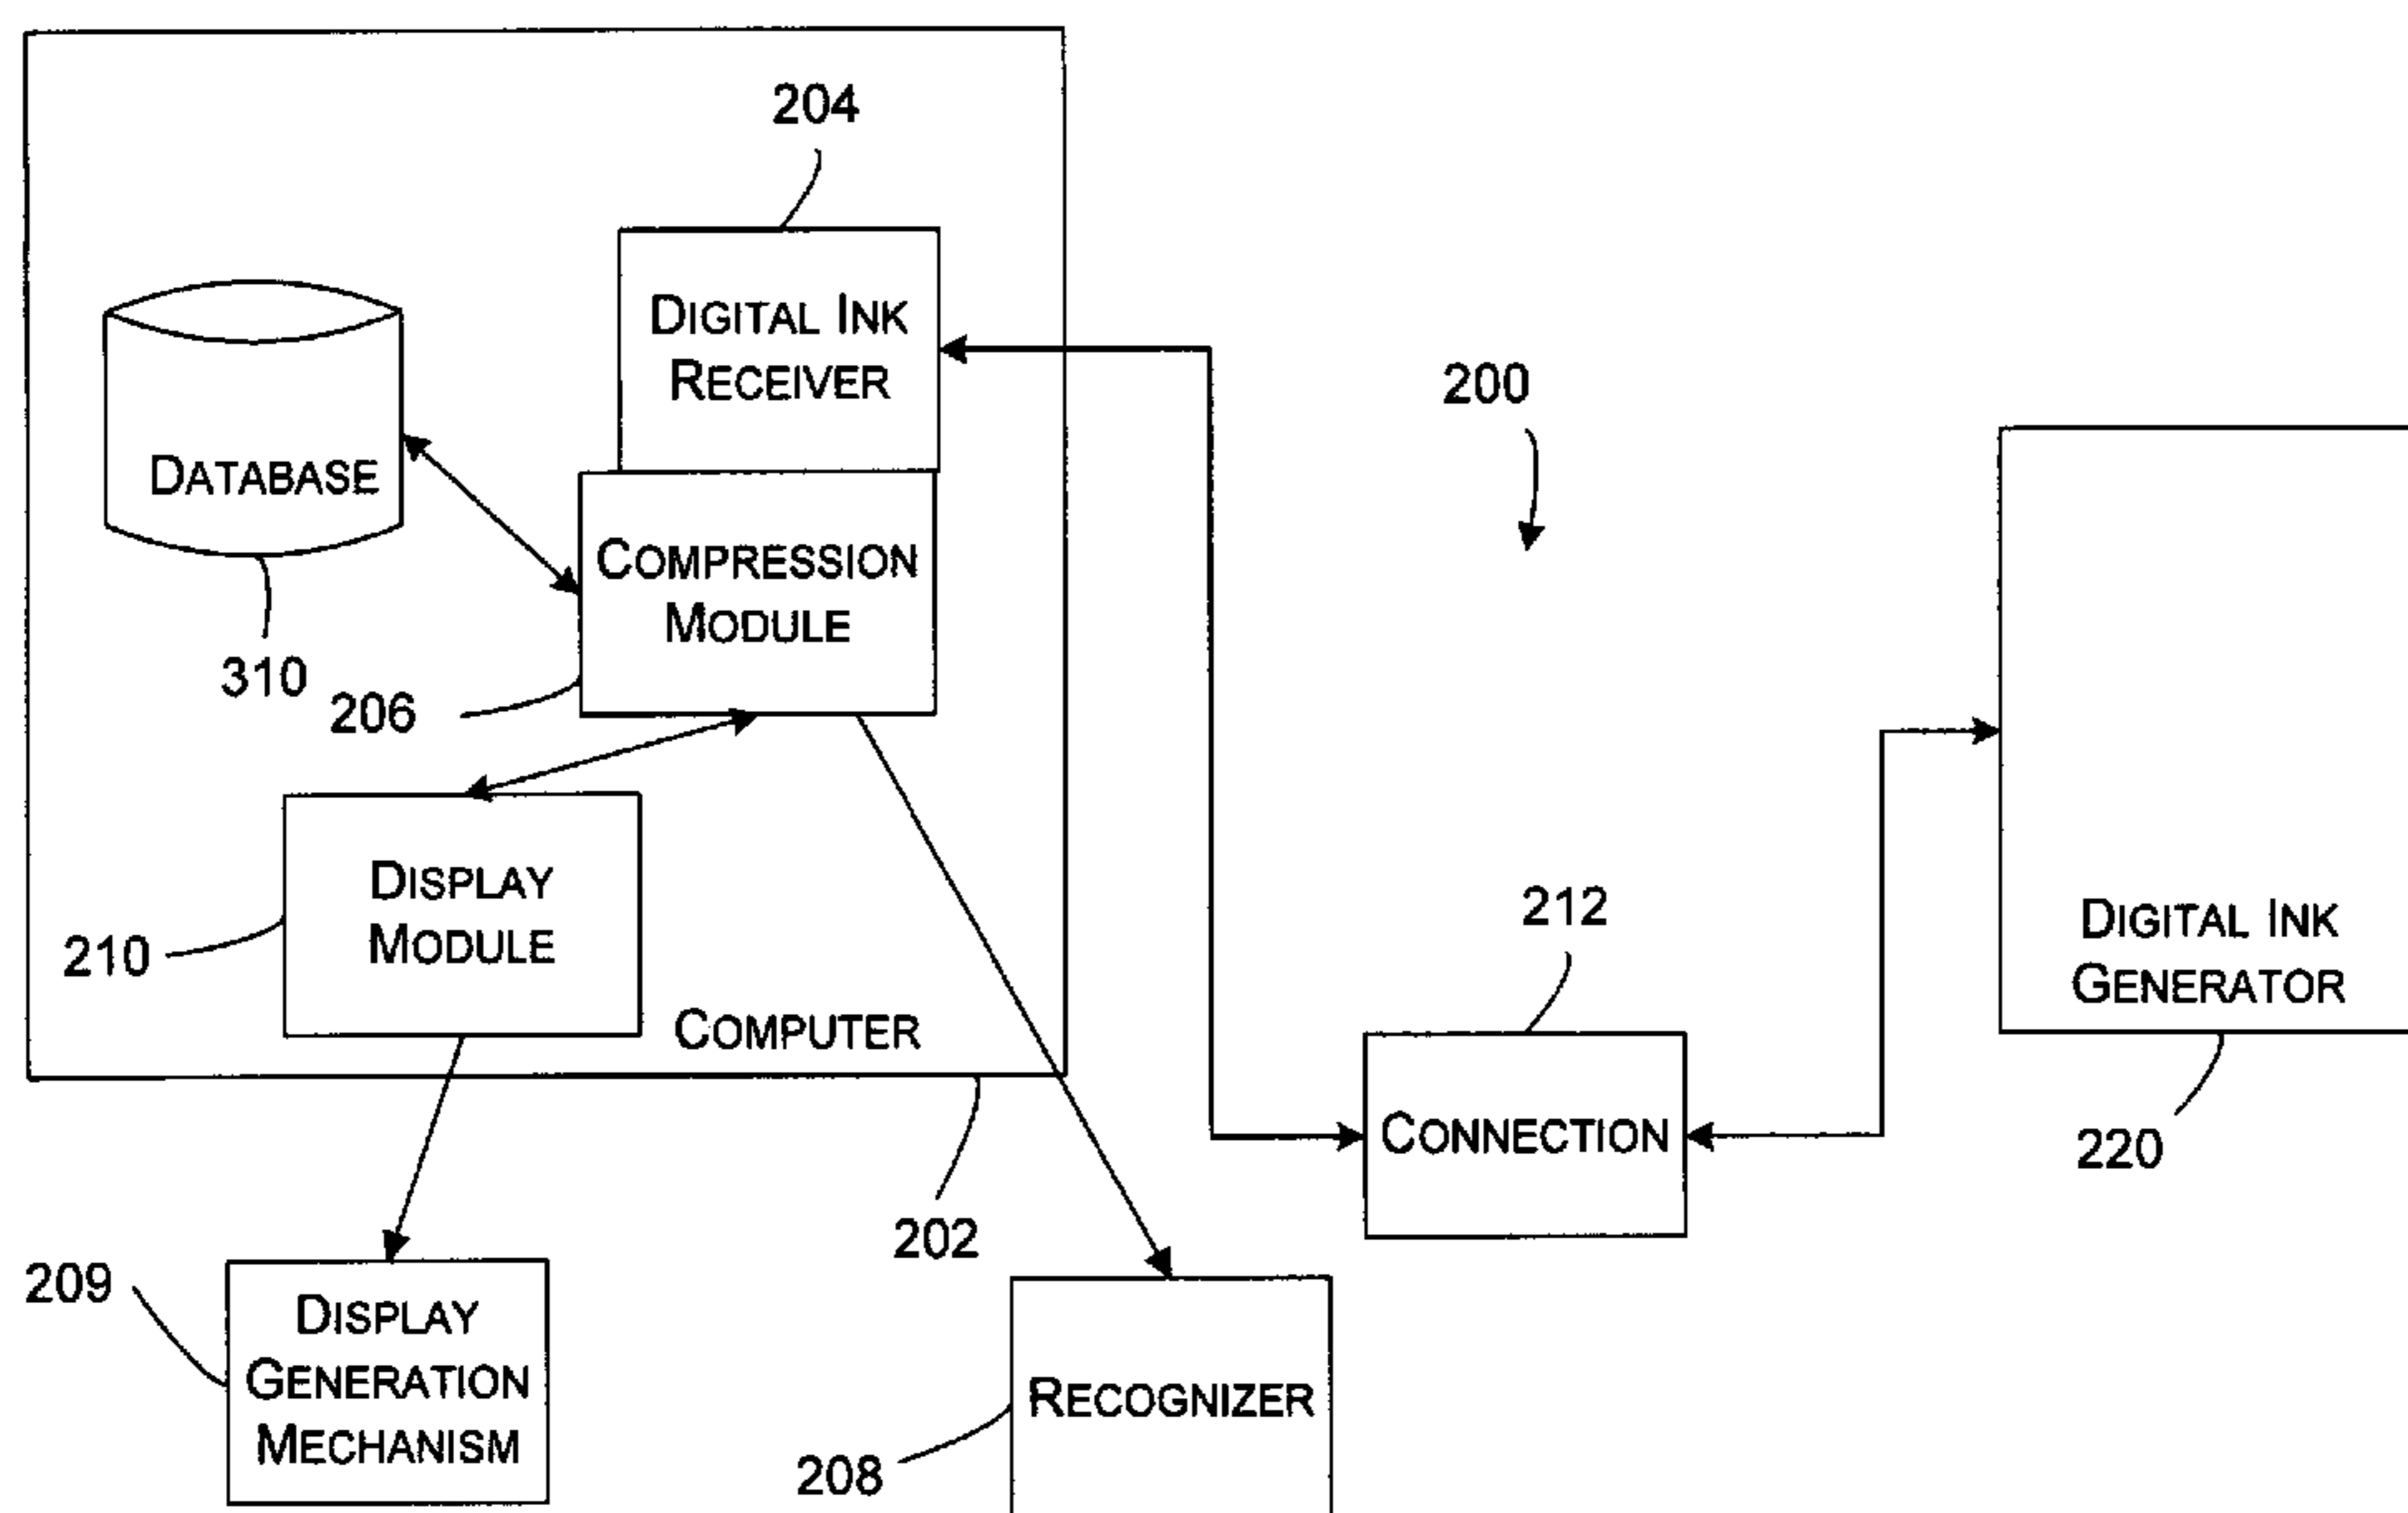 204
DIGITAL INK
RECEIVER
200
DATABASE
COMPRESSION
MODULE
310
206
DISPLAY
MODULE
212
DIGITAL INK
GENERATOR
210
COMPUTER
CONNECTION
220
202
209
DISPLAY
GENERATION
MECHANISM
RECOGNIZER
208